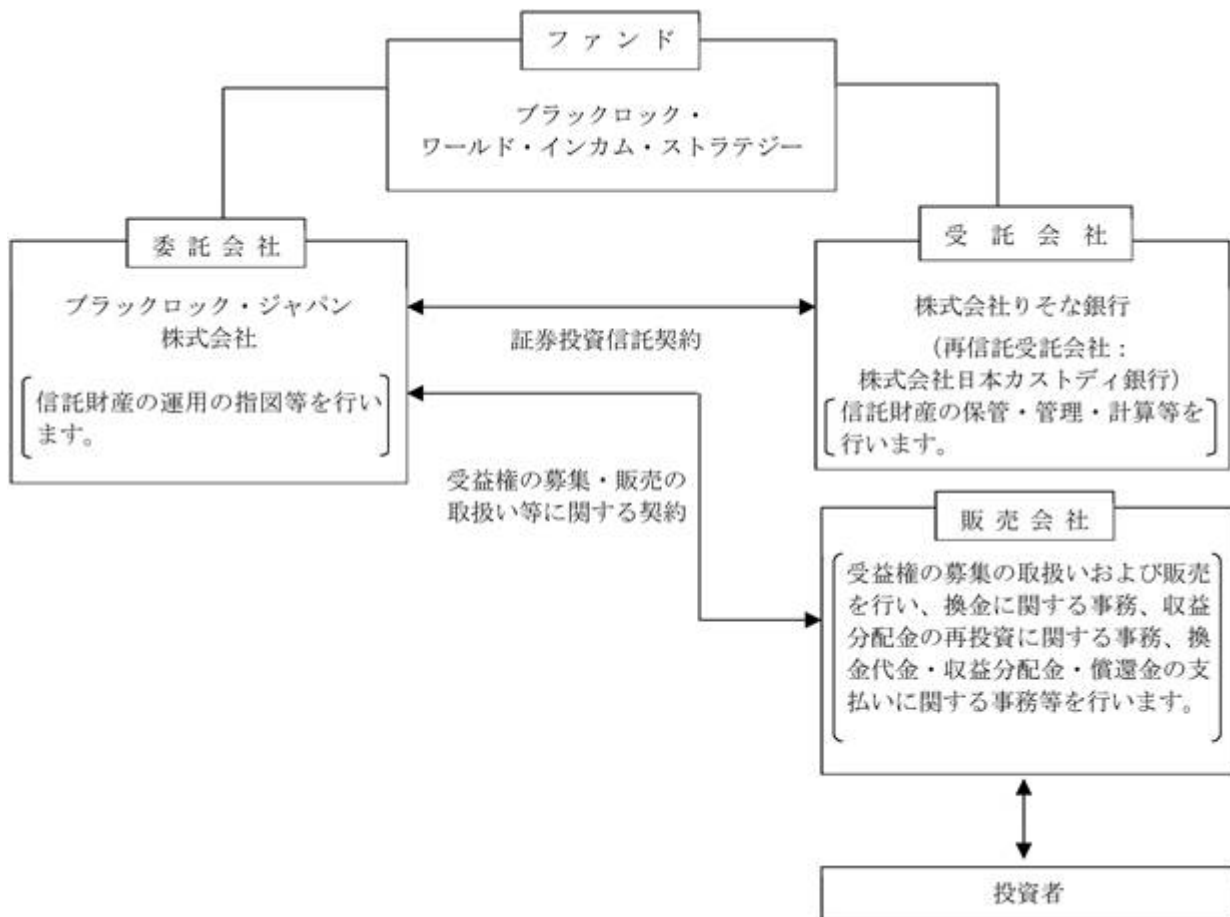 ファンド
ブラックロック・
ワールド・インカム・ストラテジー
委託会社
ブラックロック・ジャパン
株式会社
信託財産の運用の指図等を行い
ます。
証券投資信託契約
受託会社
株式会社りそな銀行
（再信託受託会社：
株式会社日本カストディ銀行）
信託財産の保管・管理・計算等を
行います。
受益権の募集・販売の
取扱い等に関する契約
販売会社
受益権の募集の取扱いおよび販売
を行い、換金に関する事務、収益
分配金の再投資に関する事務、換
金代金・収益分配金・償還金の支
払いに関する事務等を行います。
投資者